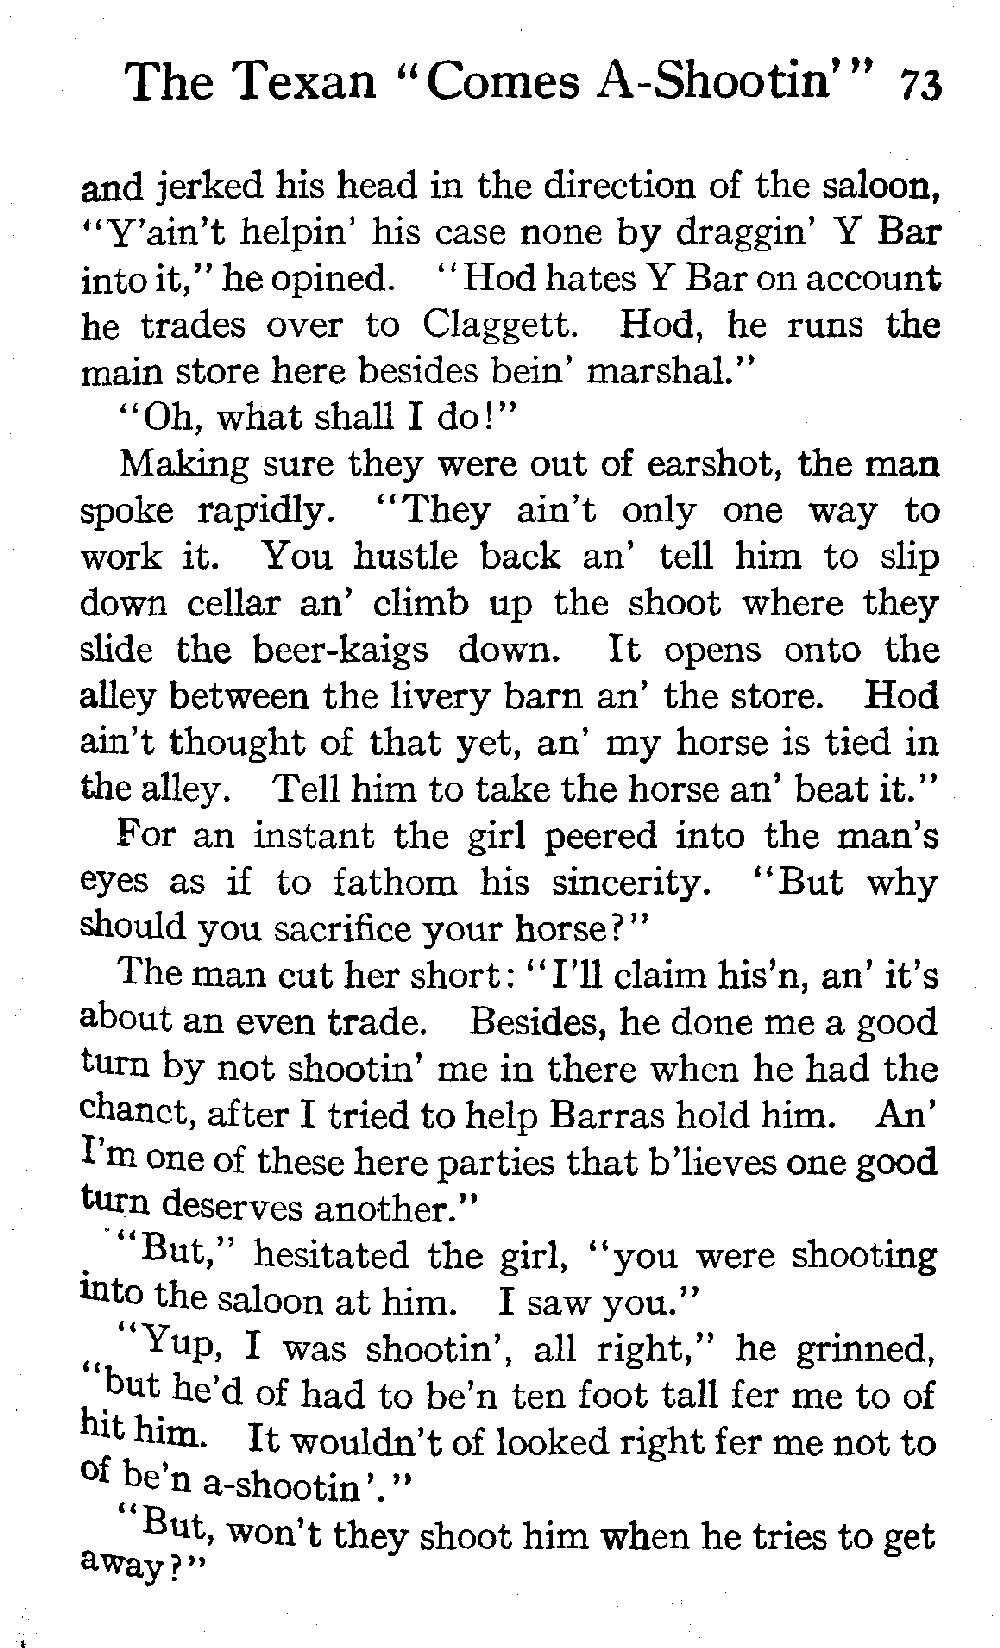 The Texan “Comes A-Shootin’” 73
and jerked his head in the direction of the saloon,
“Y’ain’t helpin’ his case none by draggin’ Y Bar
into it,” he opined. “Hod hates Y Bar on account
he trades over to Claggett. Hod, he runs the
main store here besides bein’ marshal.”
“Oh, what shall I do!”
Making sure they were out of earshot, the man
spoke rapidly. “They ain’t only one way to
work it. You hustle back an’ tell him to slip
down cellar an’ climb up the shoot where they
slide the beer-kaigs down. It opens onto the
alley between the livery barn an’ the store. Hod
ain’t thought of that yet, an’ my horse is tied in
the alley. Tell him to take the horse an’ beat it.”
For an instant the girl peered into the man’s
eyes as if to fathom his sincerity. “But why
should you sacrifice your horse?”
The man cut her short: “I’ll claim his’n, an’ it’s
about an even trade. Besides, he done me a good
turn by not shootin’ me in there when he had the
chanct, after I tried to help Barras hold him. An’
I’m one of these here parties that b’lieves one good
turn deserves another.”
“But,” hesitated the girl, “you were shooting
into the saloon at him. I saw you.”
“Yup, I was shootin’, all right,” he grinned,
“but he’d of had to be’n ten foot tall fer me to of
hit him. It wouldn’t of looked right fer me not to
of be’n a-shootin’.”
“But, won’t they shoot him when he tries to get
away?”